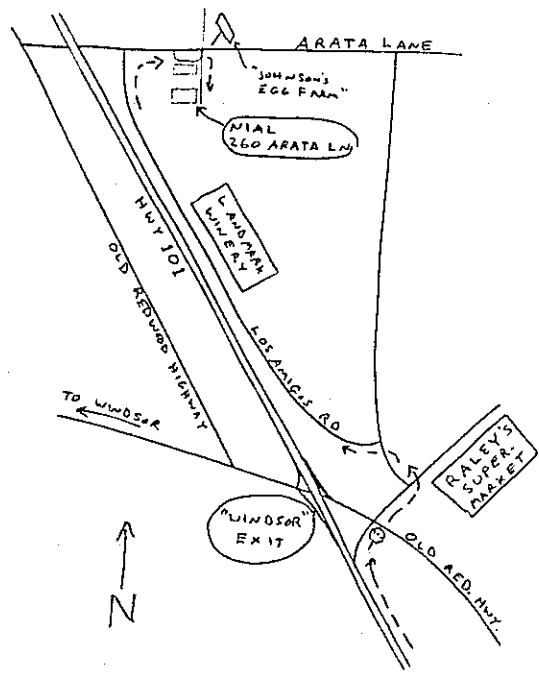 ARATA LANE
"JOHNSON'S
EGG FARM"
NIAL
260 ARATA LN
HWY 101
LANDMARK
WINERY
OLD
REDWOOD
HIGHWAY
LOS AMIGOS RD
TO WINDSOR
RALEY'S
SUPER-
MARKET
"WINDSOR"
EXIT
OLD RED. HWY.
N